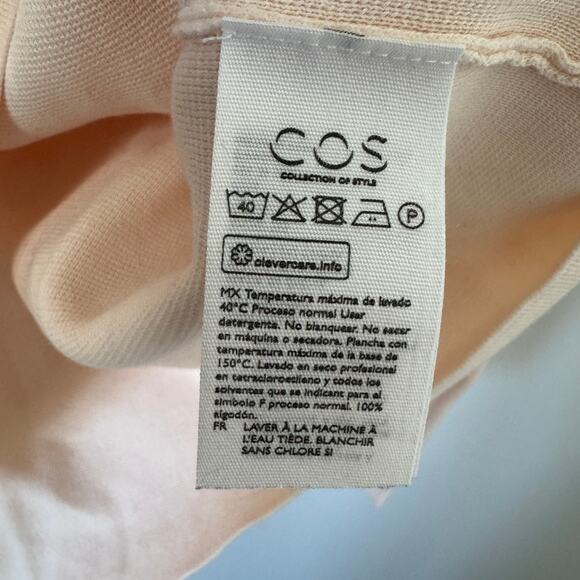 COS
COLLECTION OF STYLE
40 P
clevercare.info
MX Temperatura máxima de lavado
40°C Proceso normal Usar
detergente. No blanquear. No secar
en máquina o secadora. Plancha con
temperatura máxima de la base de
150°C. Lavado en seco profesional
en tetracloroetileno y todos los
solventes que se indican para el
símbolo F proceso normal. 100%
algodón.
FR LAVER À LA MACHINE À
L'EAU TIÈDE. BLANCHIR
SANS CHLORE SI